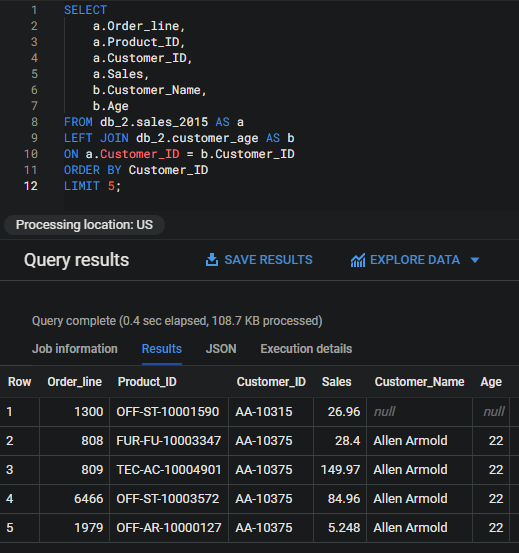 1 SELECT
2 a.Order_line,
3 a.Product_ID,
4 a.Customer_ID,
5 a.Sales,
6 b.Customer_Name,
7 b.Age
8 FROM db_2.sales_2015 AS a
9 LEFT JOIN db_2.customer_age AS b
10 ON a.Customer_ID = b.Customer_ID
11 ORDER BY Customer_ID
12 LIMIT 5;
Processing location: US
Query results SAVE RESULTS EXPLORE DATA
Query complete (0.4 sec elapsed, 108.7 KB processed)
Job information Results JSON Execution details
Row Order_line Product_ID Customer_ID Sales Customer_Name Age
1 1300 OFF-ST-10001590 AA-10315 26.96 null null
2 808 FUR-FU-10003347 AA-10375 28.4 Allen Armold 22
3 809 TEC-AC-10004901 AA-10375 149.97 Allen Armold 22
4 6466 OFF-ST-10003572 AA-10375 84.96 Allen Armold 22
5 1979 OFF-AR-10000127 AA-10375 5.248 Allen Armold 22